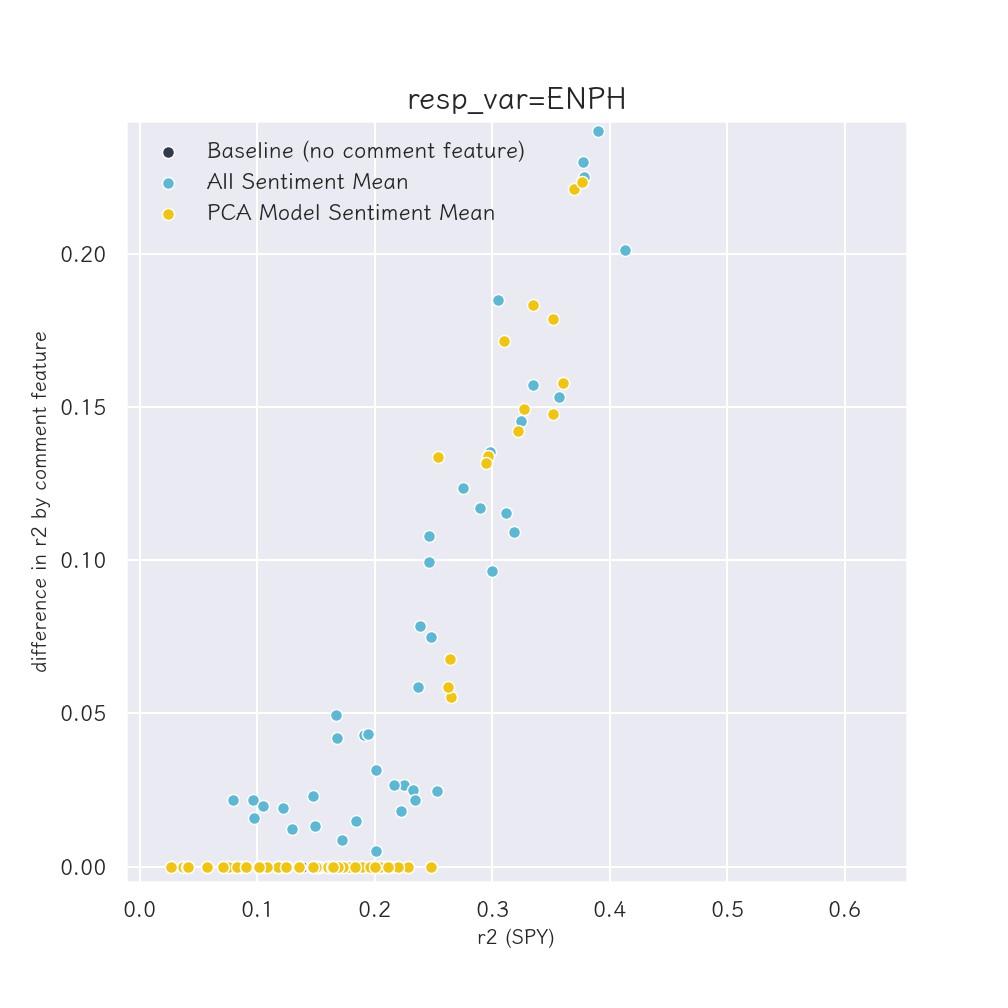 resp_var=ENPH
Baseline (no comment feature)
All Sentiment Mean
PCA Model Sentiment Mean
difference in r2 by comment feature
0.20
0.15
0.10
0.05
0.00
0.0 0.1 0.2 0.3 0.4 0.5 0.6
r2 (SPY)